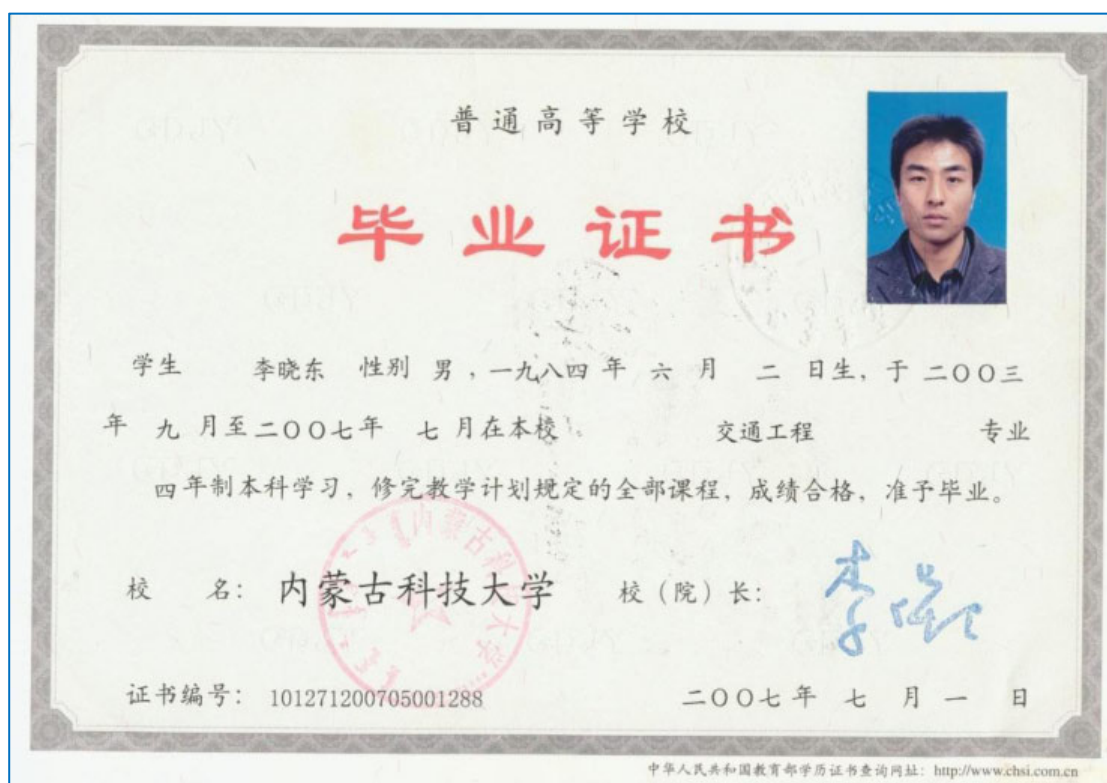 普通高等学校
毕业证书
学生 李晓东 性别 男，一九八四 年 六 月 二 日生，于 二〇〇三
年 九 月至 二〇〇七 年 七 月在本校 交通工程 专业
四 年制本科学习，修完教学计划规定的全部课程，成绩合格，准予毕业。
校 名： 内蒙古科技大学 校（院）长：
证书编号： 101271200705001288 二〇〇七 年 七 月 一 日
中华人民共和国教育部学历证书查询网址： http://www.chsi.com.cn